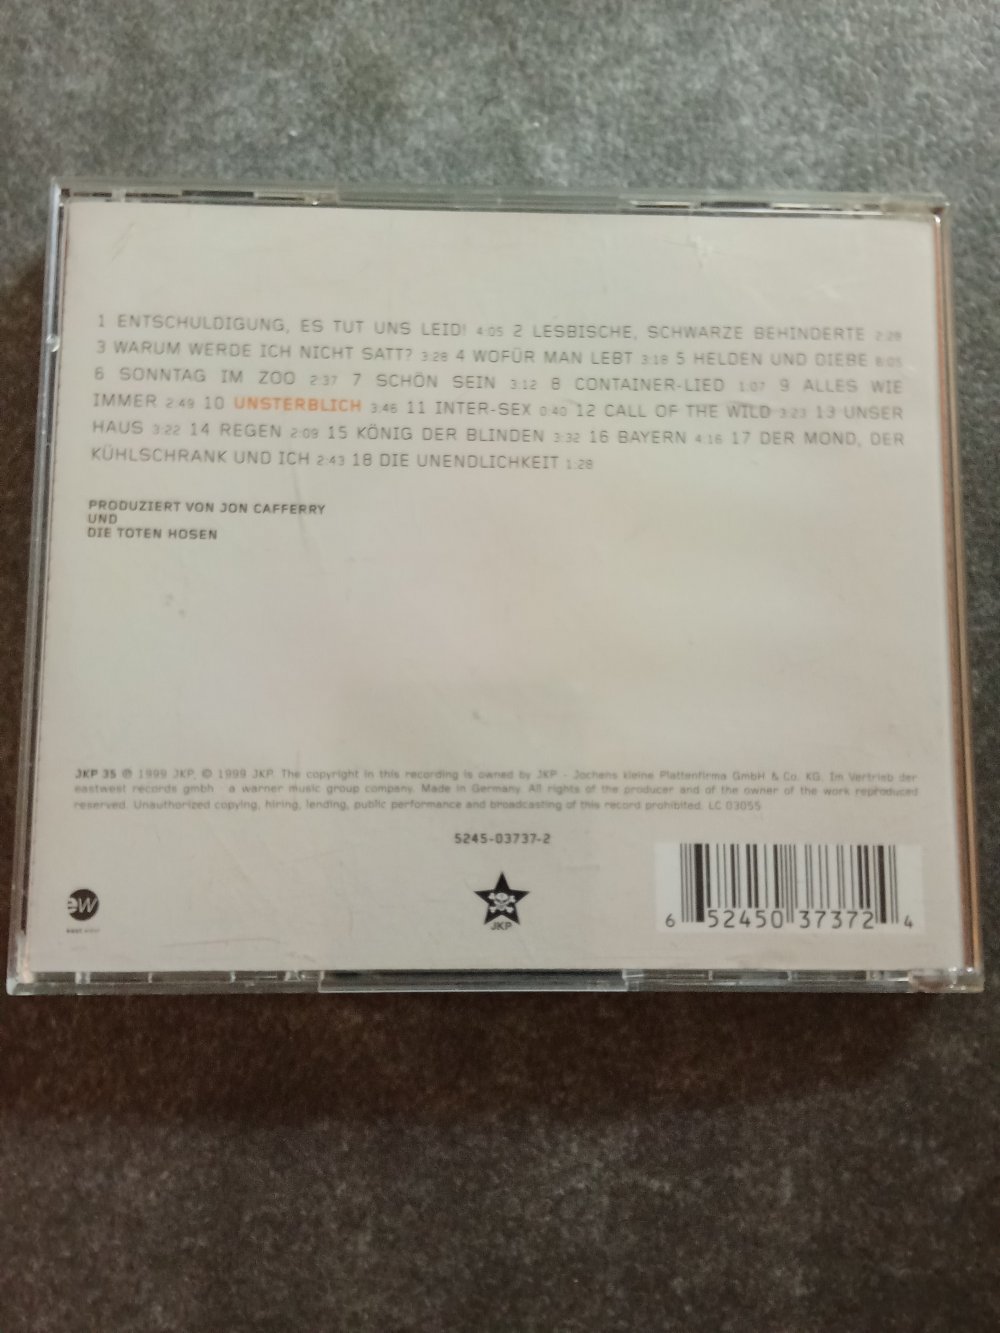 1 ENTSCHULDIGUNG, ES TUT UNS LEID! 4:05 2 LESBISCHE, SCHWARZE BEHINDERTE 2:28
3 WARUM WERDE ICH NICHT SATT? 3:28 4 WOFÜR MAN LEBT 3:18 5 HELDEN UND DIEBE 8:05
6 SONNTAG IM ZOO 2:37 7 SCHÖN SEIN 3:12 8 CONTAINER-LIED 1:07 9 ALLES WIE
IMMER 2:49 10 UNSTERBLICH 3:46 11 INTER-SEX 0:40 12 CALL OF THE WILD 3:23 13 UNSER
HAUS 3:22 14 REGEN 2:09 15 KÖNIG DER BLINDEN 3:32 16 BAYERN 4:16 17 DER MOND, DER
KÜHLSCHRANK UND ICH 2:43 18 DIE UNENDLICHKEIT 1:28
PRODUZIERT VON JON CAFFERRY
UND
DIE TOTEN HOSEN
JKP 35 ℗ 1999 JKP, © 1999 JKP. The copyright in this recording is owned by JKP - Jochens kleine Plattenfirma GmbH & Co. KG. Im Vertrieb der
eastwest records gmbh · a warner music group company. Made in Germany. All rights of the producer and of the owner of the work reproduced
reserved. Unauthorized copying, hiring, lending, public performance and broadcasting of this record prohibited. LC 03055
5245-03737-2
ew
east west
JKP
6 52450 37372 4